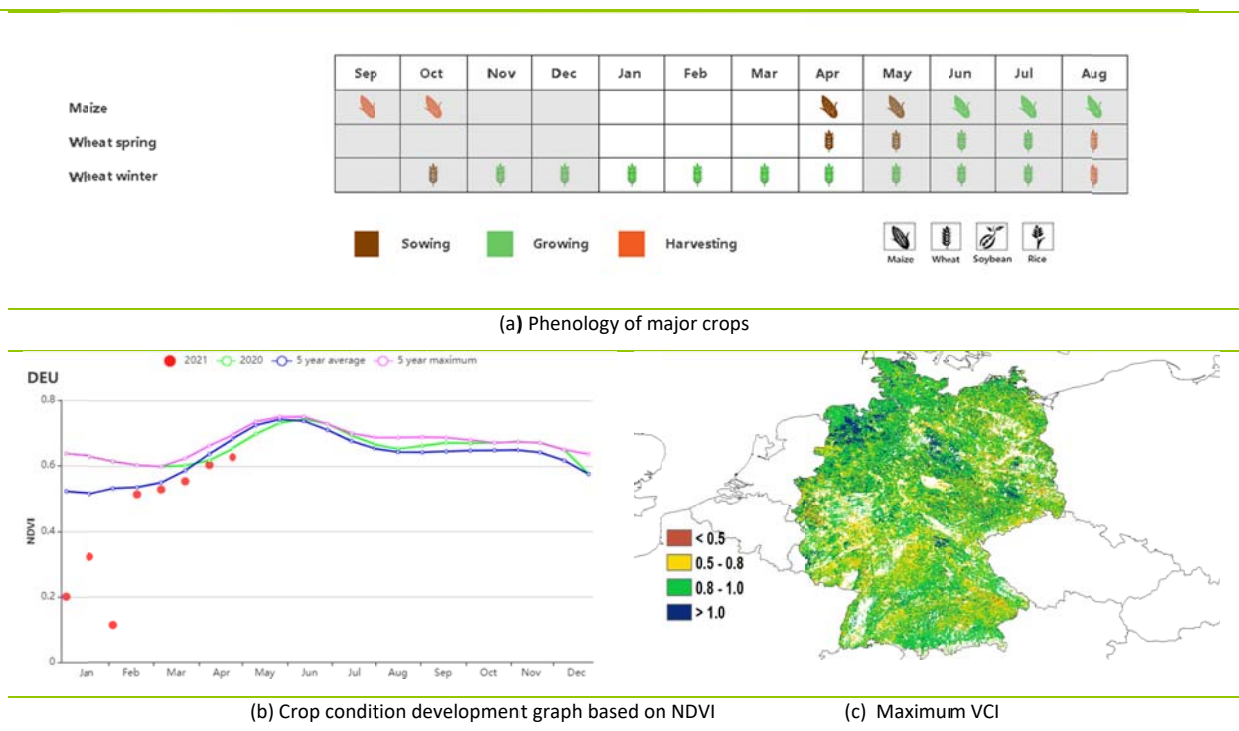 Sep Oct Nov Dec Jan Feb Mar Apr May Jun Jul Aug
Maize
Wheat spring
Wheat winter
Sowing Growing Harvesting
Maize Wheat Soybean Rice
(a) Phenology of major crops
2021 2020 5 year average 5 year maximum
DEU
0.8
0.6
0.4
0.2
0
NDVI
Jan Feb Mar Apr May Jun Jul Aug Sep Oct Nov Dec
< 0.5
0.5 - 0.8
0.8 - 1.0
> 1.0
(b) Crop condition development graph based on NDVI (c) Maximum VCI